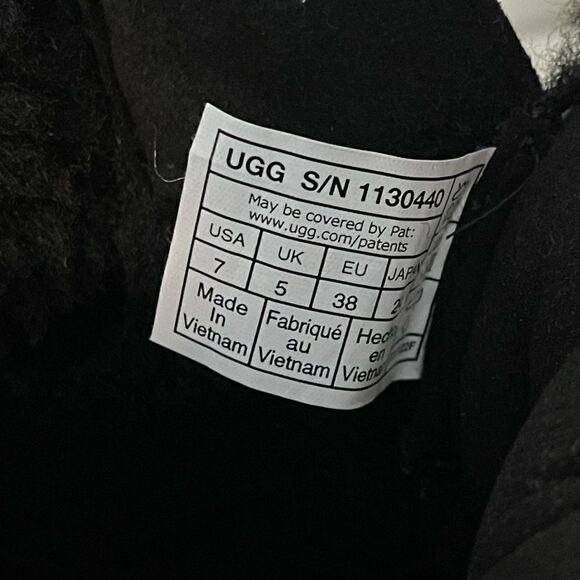 UGG S/N 1130440
May be covered by Pat:
www.ugg.com/patents
USA UK EU JAPAN
7 5 38
Made In Vietnam
Fabriqué au Vietnam
en